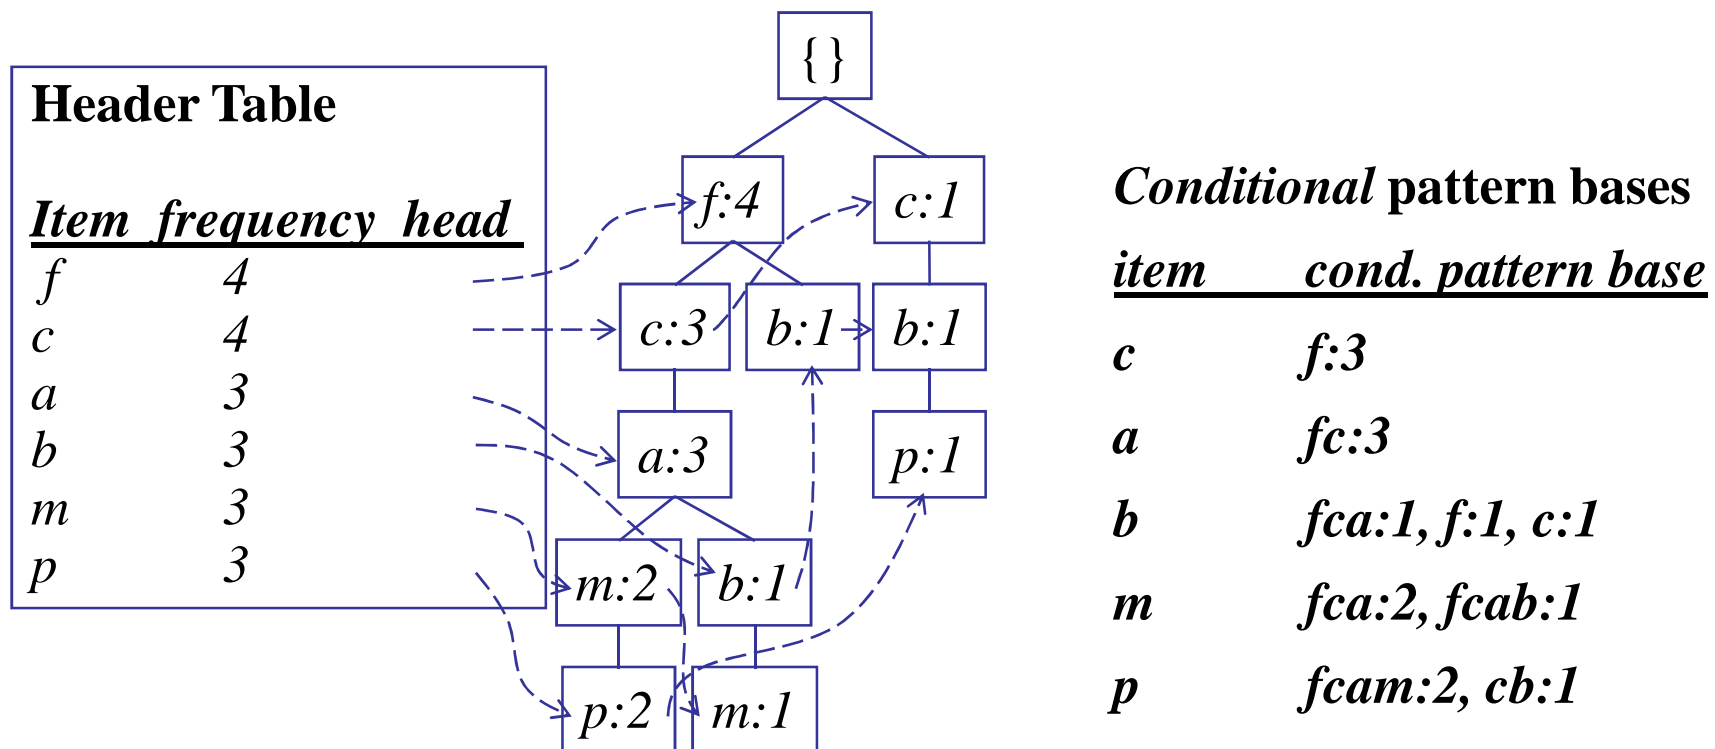 Header Table
Item frequency head
f 4
c 4
a 3
b 3
m 3
p 3
{}
f:4 c:1
c:3 b:1 b:1
a:3 p:1
m:2 b:1
p:2 m:1
Conditional pattern bases
item cond. pattern base
c f:3
a fc:3
b fca:1, f:1, c:1
m fca:2, fcab:1
p fcam:2, cb:1